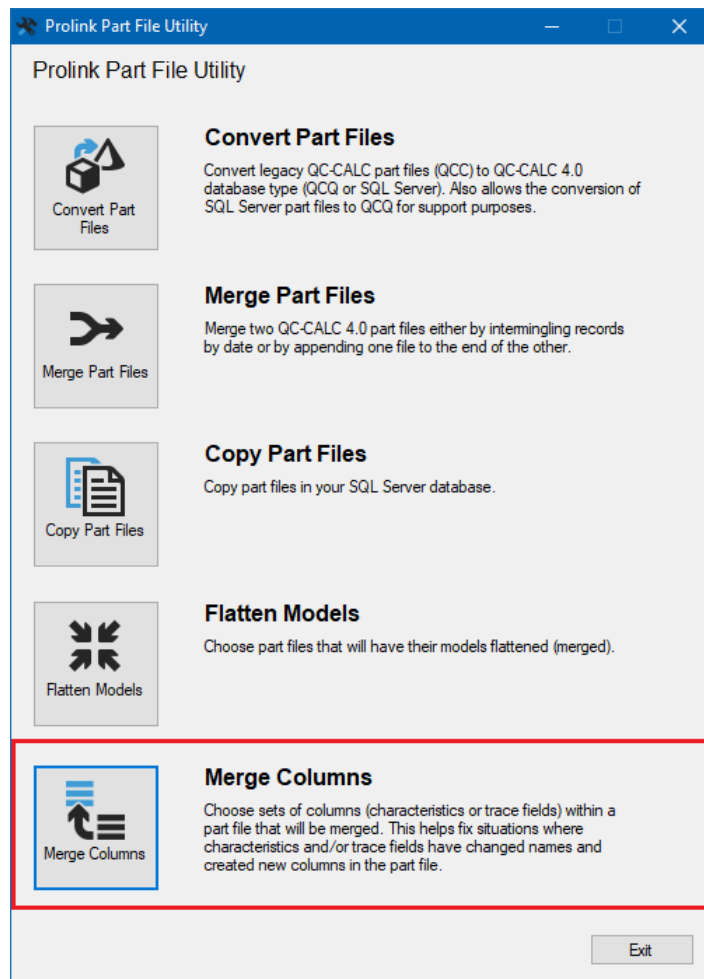 Prolink Part File Utility
Prolink Part File Utility
Convert Part
Files
Convert Part Files
Convert legacy QC-CALC part files (QCC) to QC-CALC 4.0
database type (QCQ or SQL Server). Also allows the conversion of
SQL Server part files to QCQ for support purposes.
Merge Part Files
Merge Part Files
Merge two QC-CALC 4.0 part files either by intermingling records
by date or by appending one file to the end of the other.
Copy Part Files
Copy Part Files
Copy part files in your SQL Server database.
Flatten Models
Flatten Models
Choose part files that will have their models flattened (merged).
Merge Columns
Merge Columns
Choose sets of columns (characteristics or trace fields) within a
part file that will be merged. This helps fix situations where
characteristics and/or trace fields have changed names and
created new columns in the part file.
Exit